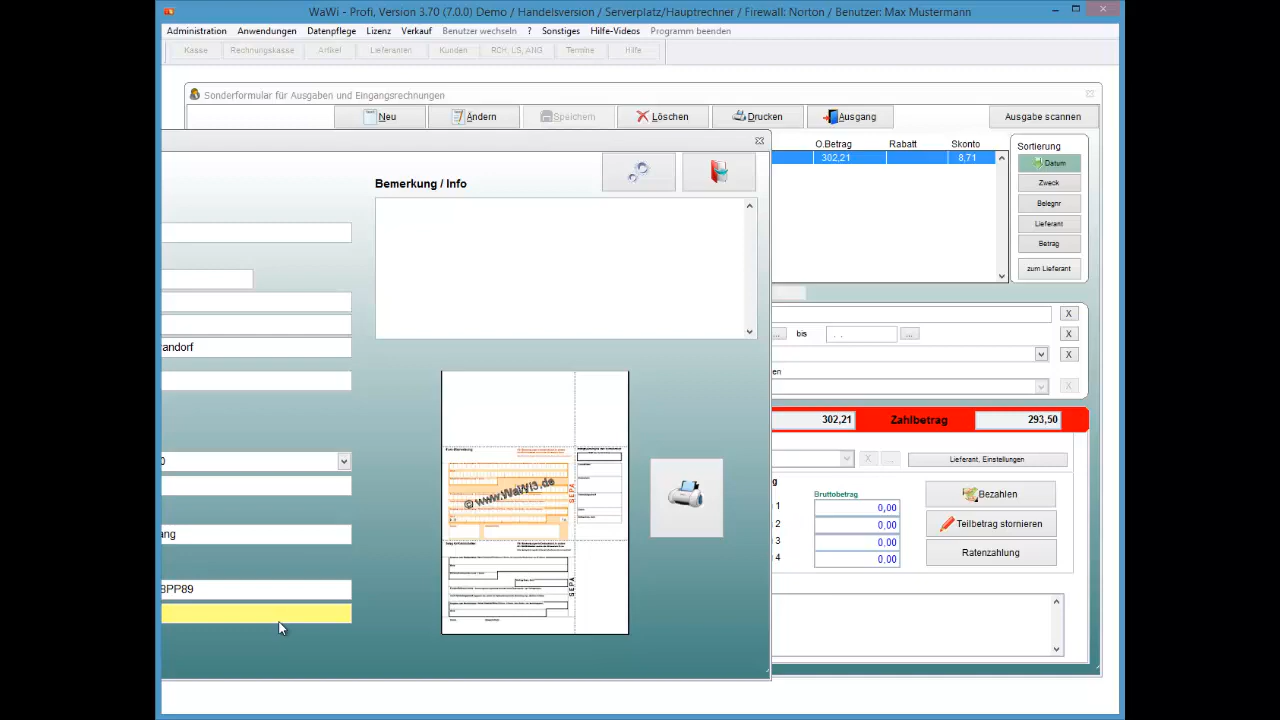 WaWi - Profi, Version 3.70 (7.0.0) Demo / Handelsversion / Serverplatz/Hauptrechner / Firewall: Norton / Benutzer: Max Mustermann
Administration Anwendungen Datenpflege Lizenz Verkauf Benutzer wechseln ? Sonstiges Hilfe-Videos Programm beenden
Kasse Rechnungskasse Artikel Lieferanten Kunden RCH, LS, ANG Termine Hilfe
Sonderformular für Ausgaben und Eingangsrechnungen
Neu Ändern Speichern Löschen Drucken Ausgang Ausgabe scannen
O.Betrag Rabatt Skonto
302,21 8,71
Sortierung
Datum
Zweck
Belegnr
Lieferant
Betrag
zum Lieferant
Bemerkung / Info
X
... bis . . ... X
X
en
X
randorf
302,21 Zahlbetrag 293,50
0
X ... Lieferant, Einstellungen
g
Bruttobetrag
1 0,00
2 0,00
3 0,00
4 0,00
Bezahlen
Teilbetrag stornieren
Ratenzahlung
ang
BPP89
© www.WaWi3.de
SEPA
SEPA